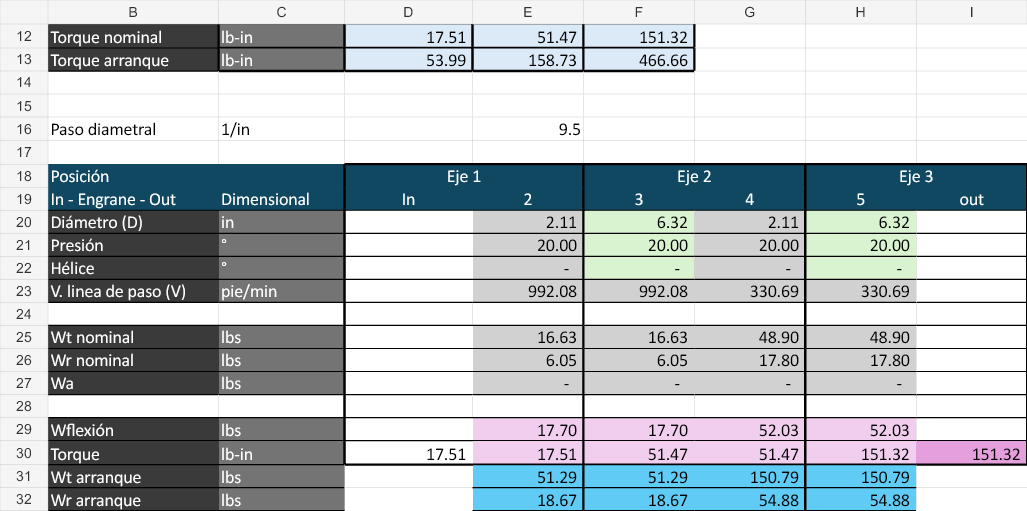 B C D E F G H I
12 Torque nominal lb-in 17.51 51.47 151.32
13 Torque arranque lb-in 53.99 158.73 466.66
14
15
16 Paso diametral 1/in 9.5
17
18 Posición Eje 1 Eje 2 Eje 3
19 In - Engrane - Out Dimensional In 2 3 4 5 out
20 Diámetro (D) in 2.11 6.32 2.11 6.32
21 Presión ° 20.00 20.00 20.00 20.00
22 Hélice ° - - - -
23 V. linea de paso (V) pie/min 992.08 992.08 330.69 330.69
24
25 Wt nominal lbs 16.63 16.63 48.90 48.90
26 Wr nominal lbs 6.05 6.05 17.80 17.80
27 Wa lbs - - - -
28
29 Wflexión lbs 17.70 17.70 52.03 52.03
30 Torque lb-in 17.51 17.51 51.47 51.47 151.32 151.32
31 Wt arranque lbs 51.29 51.29 150.79 150.79
32 Wr arranque lbs 18.67 18.67 54.88 54.88